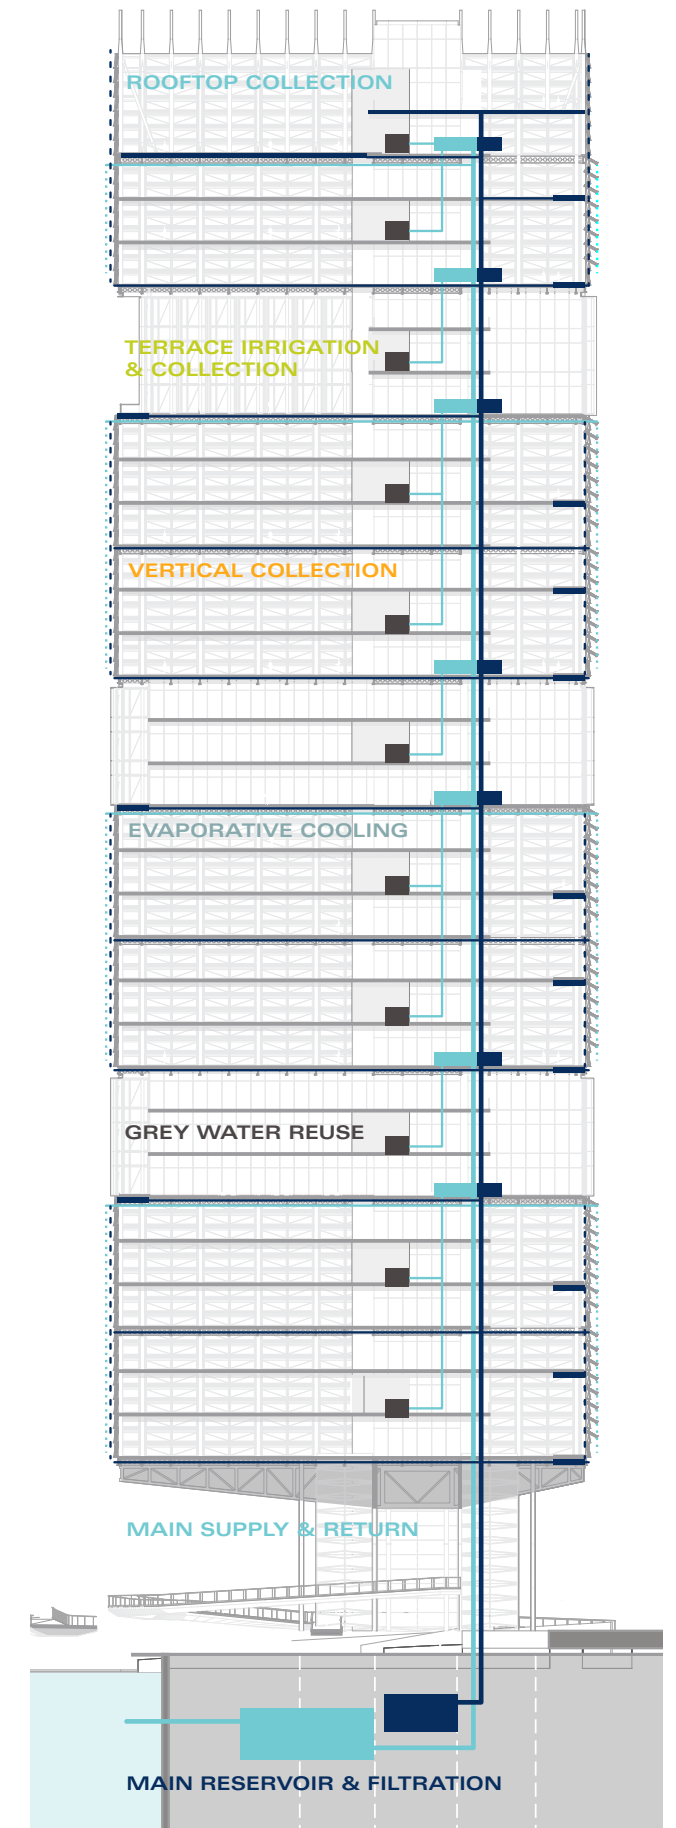 ROOFTOP COLLECTION
TERRACE IRRIGATION
& COLLECTION
VERTICAL COLLECTION
EVAPORATIVE COOLING
GREY WATER REUSE
MAIN SUPPLY & RETURN
MAIN RESERVOIR & FILTRATION